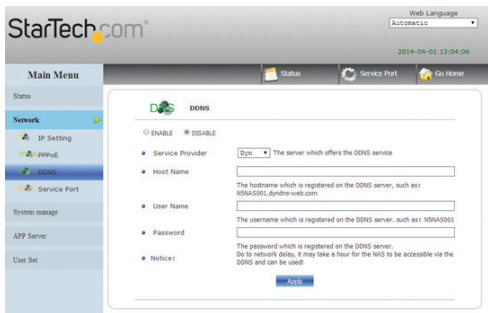 StarTech.com®
Web Language
Automatic
2014-04-01 13:04:06
Main Menu
Status
Service Port
Go Home
Status
Network
IP Setting
PPPoE
DDNS
Service Port
System manage
APP Server
User Set
DDNS
DDNS
ENABLE DISABLE
Service Provider Dyn The server which offers the DDNS service
Host Name
The hostname which is registered on the DDNS server, such as:
N5NAS001.dyndns-web.com
User Name
The username which is registered on the DDNS server. such as: N5NAS001
Password
The password which is registered on the DDNS server.
Notice: Do to network delay, it may take a hour for the NAS to be accessible via the
DDNS and can be used!
Apply